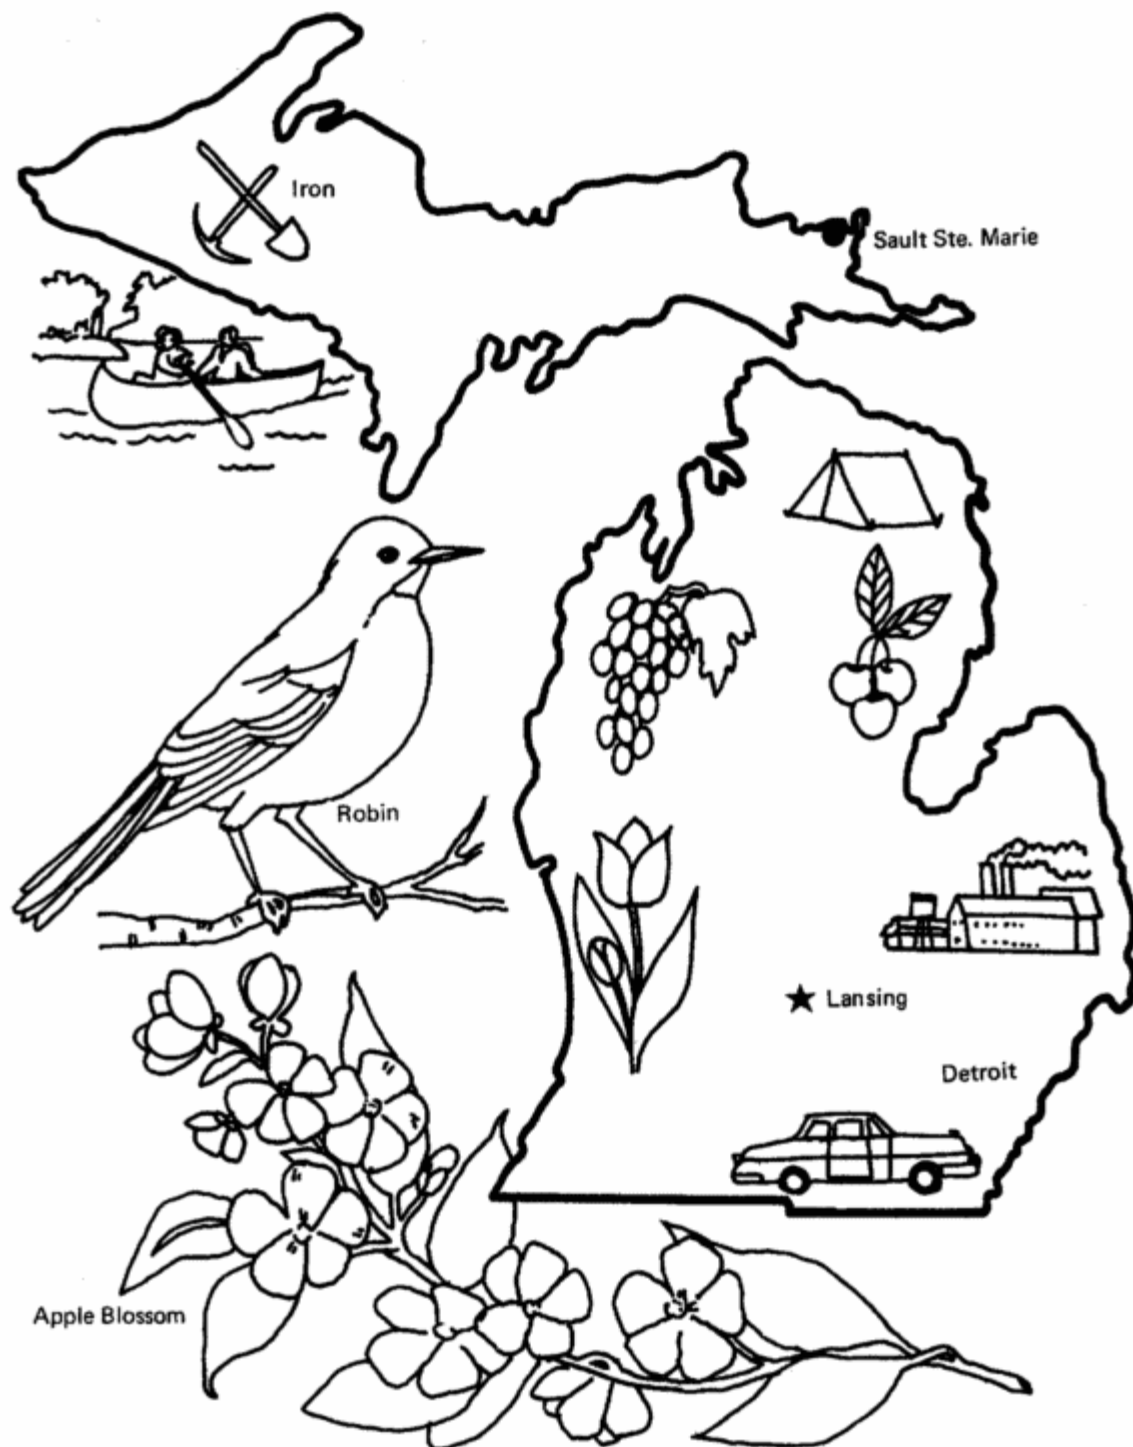 Iron
Sault Ste. Marie
Robin
Lansing
Detroit
Apple Blossom